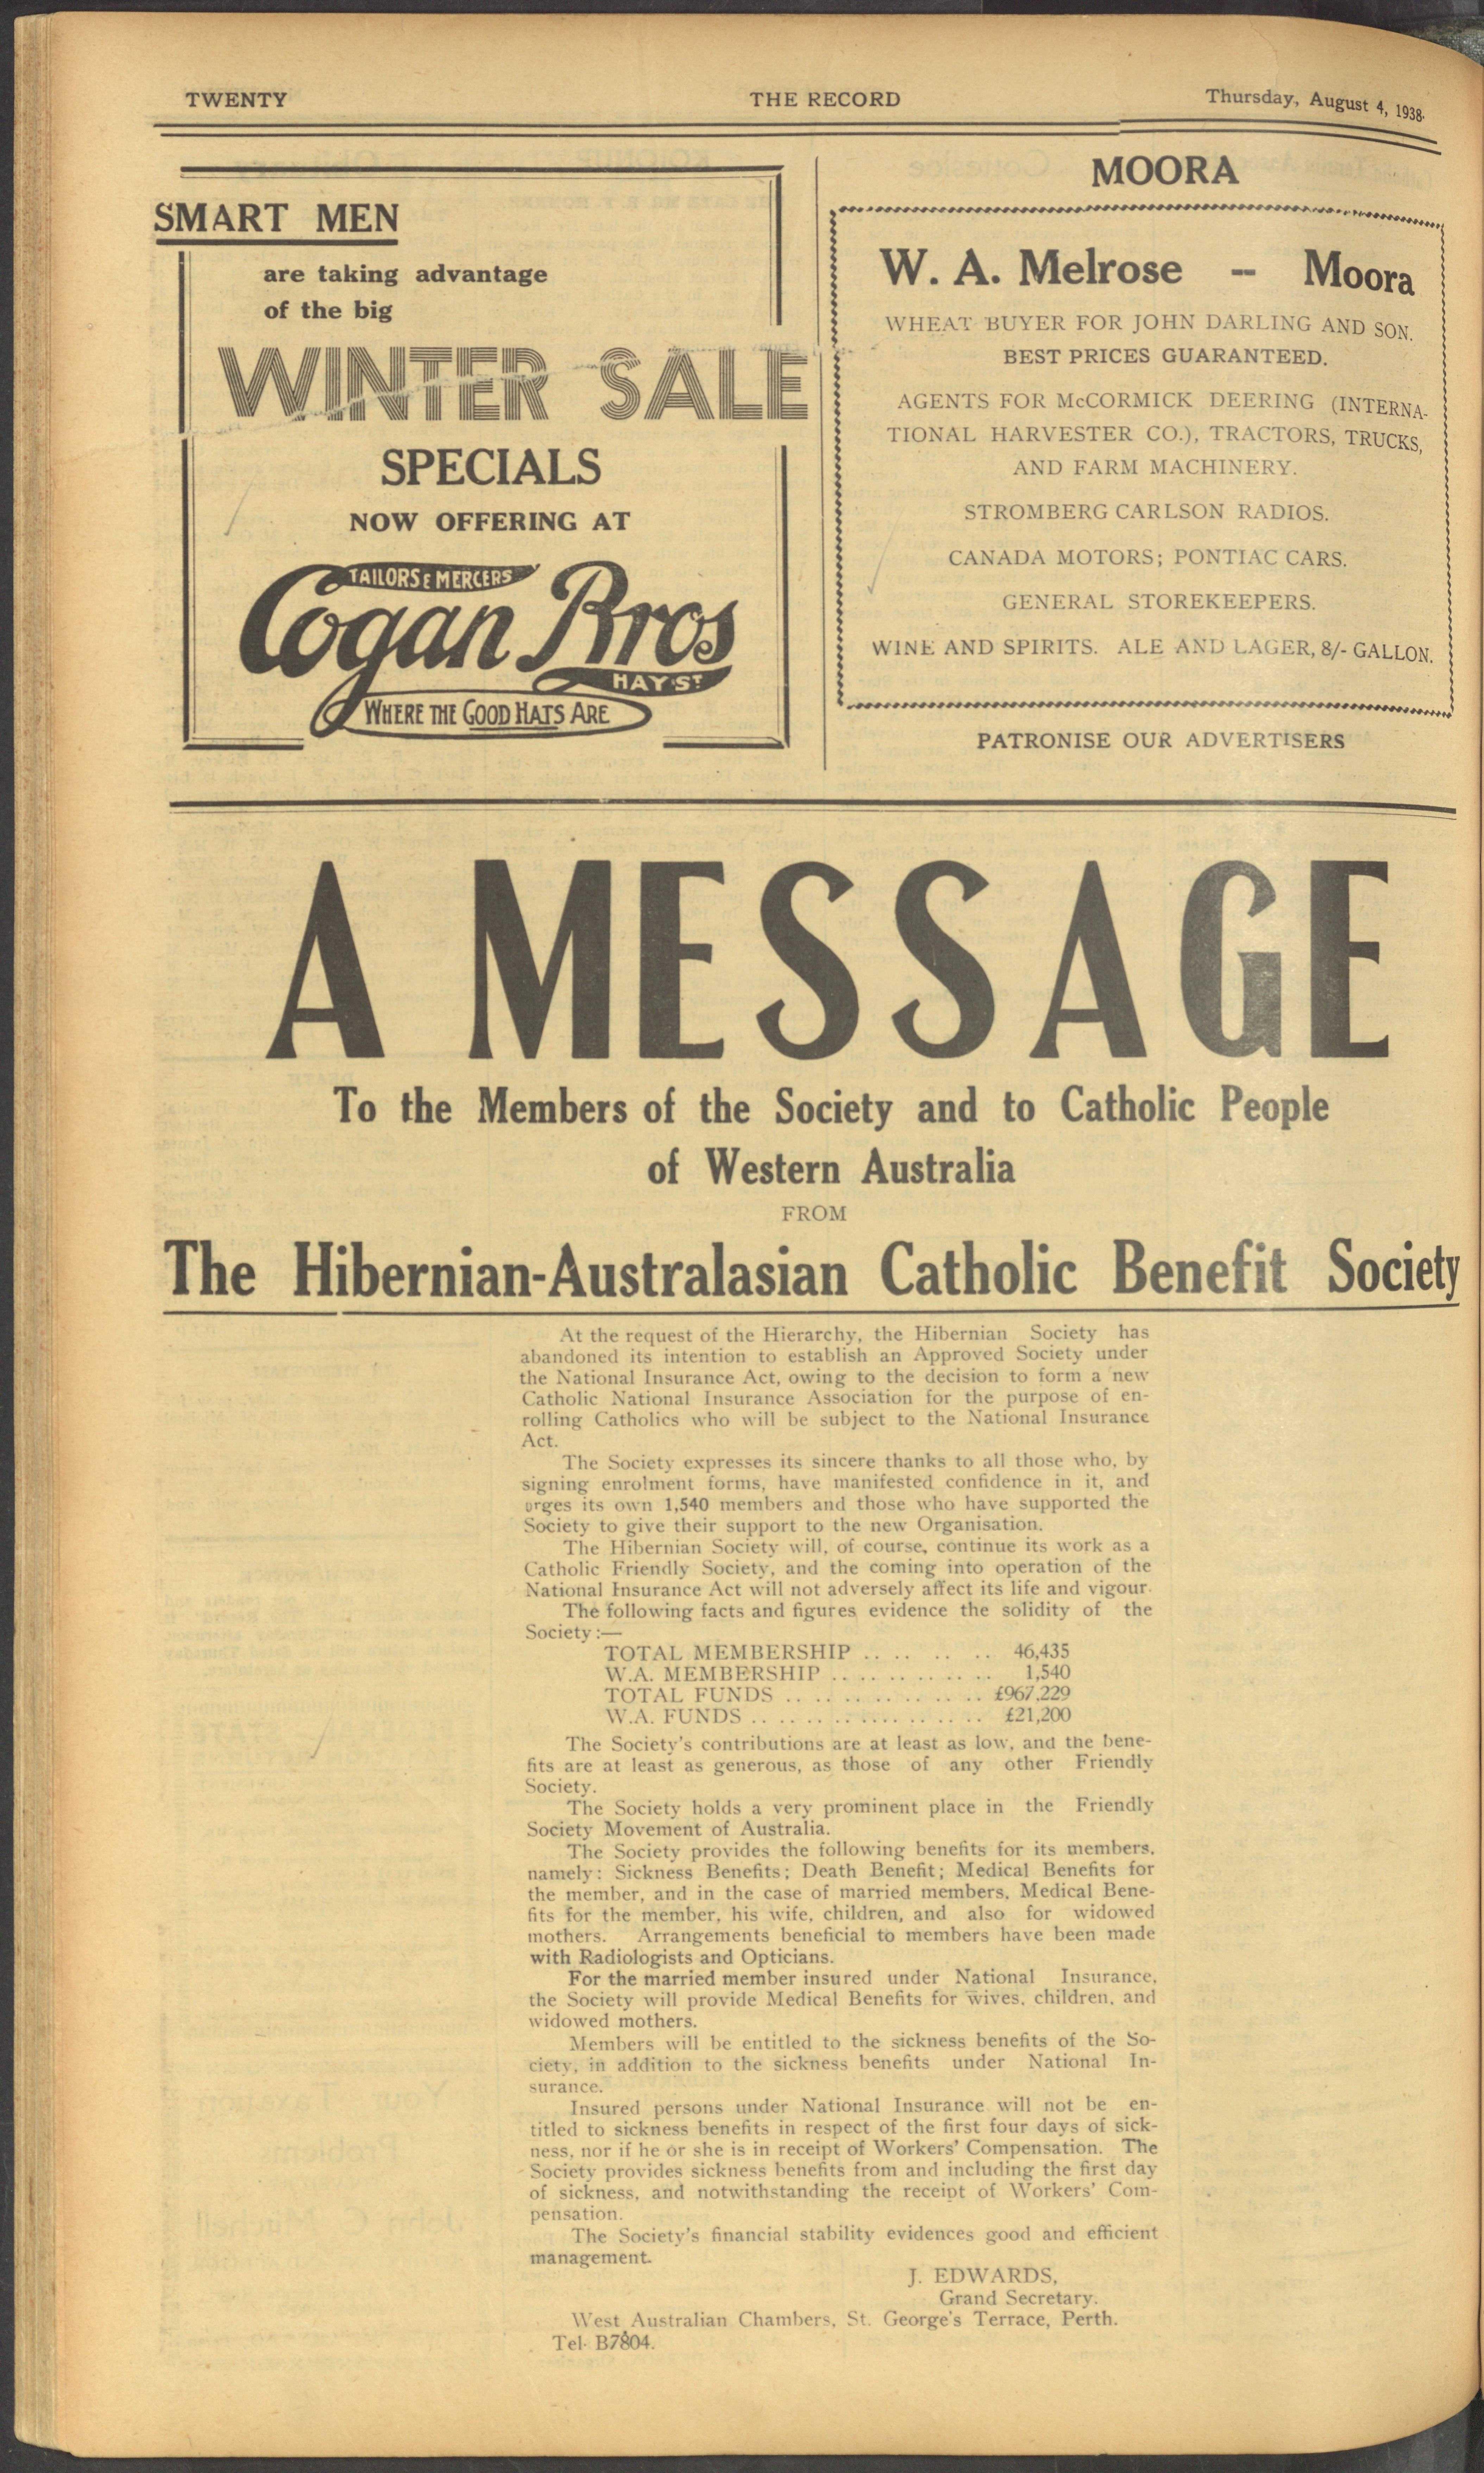 TWENTY
THE RECORD
Thursday, August 4, 1938.
SMART MEN
are taking advantage
of the big
WINTER SALE
SPECIALS
NOW OFFERING AT
TAILORS & MERCERS
Cogan Bros
HAY ST
WHERE THE GOOD HATS ARE
MOORA
W. A. Melrose -- Moora
WHEAT BUYER FOR JOHN DARLING AND SON.
BEST PRICES GUARANTEED.
AGENTS FOR McCORMICK DEERING (INTERNA-
TIONAL HARVESTER CO.), TRACTORS, TRUCKS,
AND FARM MACHINERY.
STROMBERG CARLSON RADIOS.
CANADA MOTORS; PONTIAC CARS.
GENERAL STOREKEEPERS.
WINE AND SPIRITS. ALE AND LAGER, 8/- GALLON.
PATRONISE OUR ADVERTISERS
A MESSAGE
To the Members of the Society and to Catholic People
of Western Australia
FROM
The Hibernian-Australasian Catholic Benefit Society
At the request of the Hierarchy, the Hibernian Society has
abandoned its intention to establish an Approved Society under
the National Insurance Act, owing to the decision to form a new
Catholic National Insurance Association for the purpose of en-
rolling Catholics who will be subject to the National Insurance
Act.
The Society expresses its sincere thanks to all those who, by
signing enrolment forms, have manifested confidence in it, and
urges its own 1,540 members and those who have supported the
Society to give their support to the new Organisation.
The Hibernian Society will, of course, continue its work as a
Catholic Friendly Society, and the coming into operation of the
National Insurance Act will not adversely affect its life and vigour.
The following facts and figures evidence the solidity of the
Society:—
TOTAL MEMBERSHIP .. .. .. .. .. 46,435
W.A. MEMBERSHIP .. .. .. .. .. .. 1,540
TOTAL FUNDS .. .. .. .. .. .. .. £967,229
W.A. FUNDS .. .. .. .. .. .. .. .. .. £21,200
The Society's contributions are at least as low, and the bene-
fits are at least as generous, as those of any other Friendly
Society.
The Society holds a very prominent place in the Friendly
Society Movement of Australia.
The Society provides the following benefits for its members,
namely: Sickness Benefits; Death Benefit; Medical Benefits for
the member, and in the case of married members, Medical Bene-
fits for the member, his wife, children, and also for widowed
mothers. Arrangements beneficial to members have been made
with Radiologists and Opticians.
For the married member insured under National Insurance,
the Society will provide Medical Benefits for wives, children, and
widowed mothers.
Members will be entitled to the sickness benefits of the So-
ciety, in addition to the sickness benefits under National In-
surance.
Insured persons under National Insurance will not be en-
titled to sickness benefits in respect of the first four days of sick-
ness, nor if he or she is in receipt of Workers' Compensation. The
Society provides sickness benefits from and including the first day
of sickness, and notwithstanding the receipt of Workers' Com-
pensation.
The Society's financial stability evidences good and efficient
management.
J. EDWARDS,
Grand Secretary.
West Australian Chambers, St. George's Terrace, Perth.
Tel. B7804.